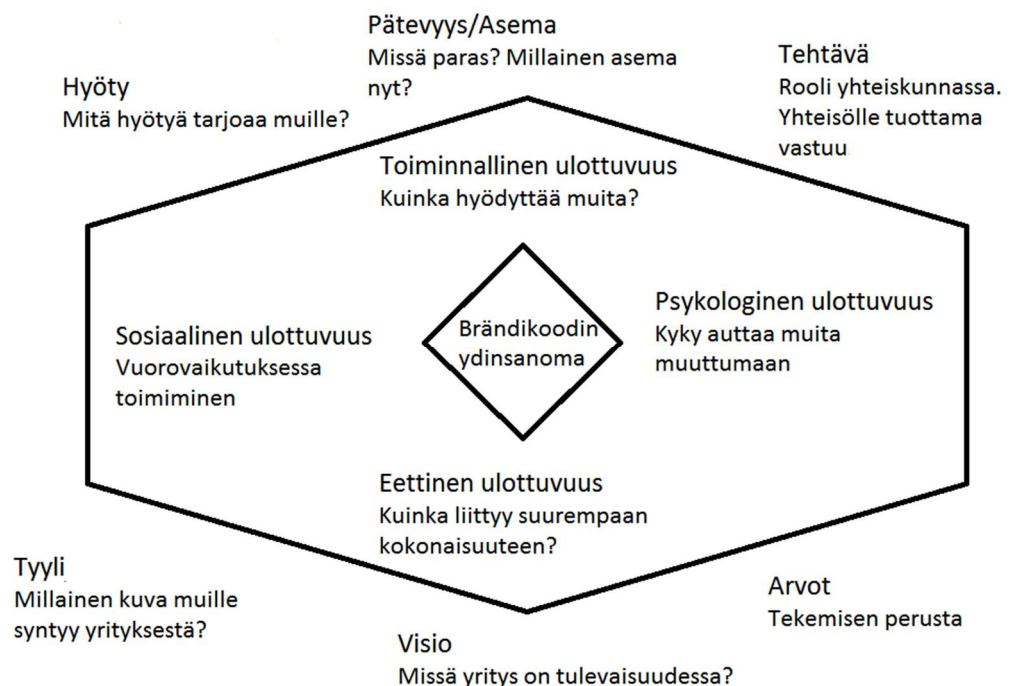 Pätevyys/Asema
Missä paras? Millainen asema
nyt?
Hyöty
Mitä hyötyä tarjoaa muille?
Tehtävä
Rooli yhteiskunnassa.
Yhteisölle tuottama
vastuu
Toiminnallinen ulottuvuus
Kuinka hyödyttää muita?
Sosiaalinen ulottuvuus
Vuorovaikutuksessa
toimiminen
Brändikoodin
ydinsanoma
Psykologinen ulottuvuus
Kyky auttaa muita
muuttumaan
Eettinen ulottuvuus
Kuinka liittyy suurempaan
kokonaisuuteen?
Tyyli
Millainen kuva muille
syntyy yrityksestä?
Visio
Missä yritys on tulevaisuudessa?
Arvot
Tekemisen perusta